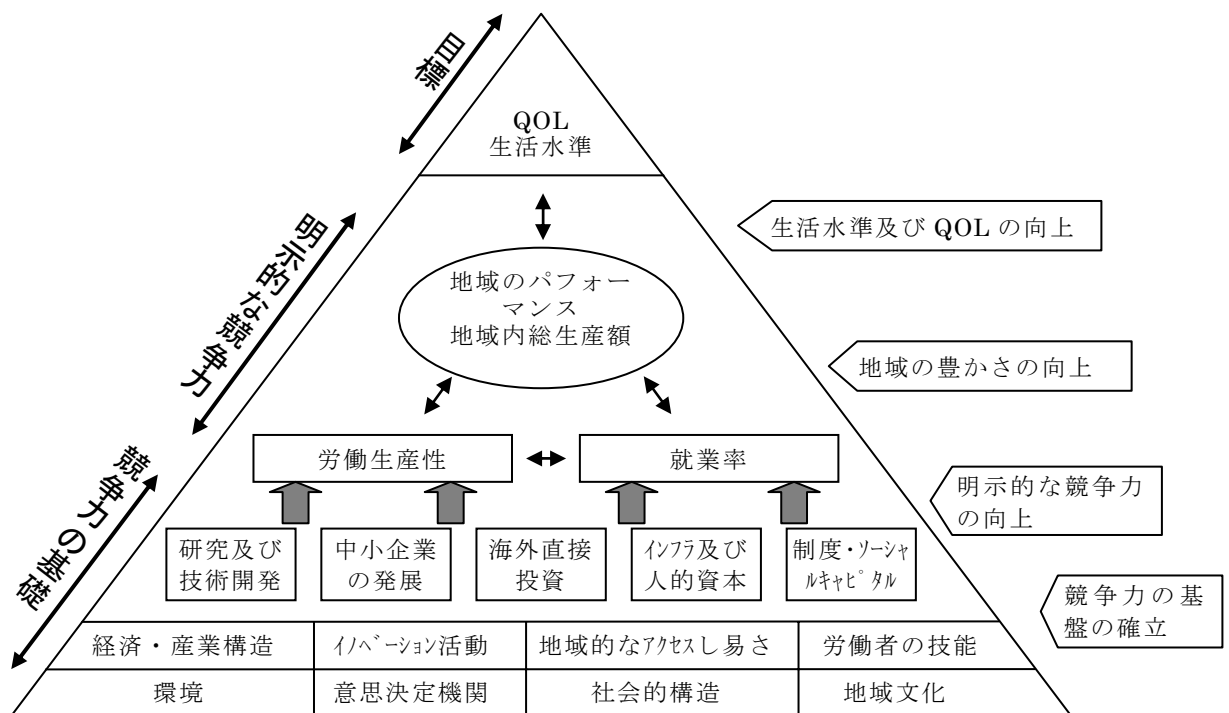 目標
QOL
生活水準
生活水準及び QOL の向上
明示的な競争力
地域のパフォー
マンス
地域内総生産額
地域の豊かさの向上
労働生産性
就業率
競争力の基礎
明示的な競争力
の向上
研究及び
技術開発
中小企業
の発展
海外直接
投資
インフラ及び
人的資本
制度・ソーシャ
ルキャピタル
競争力の基
盤の確立
経済・産業構造
イノベーション活動
地域的なアクセスし易さ
労働者の技能
環境
意思決定機関
社会的構造
地域文化